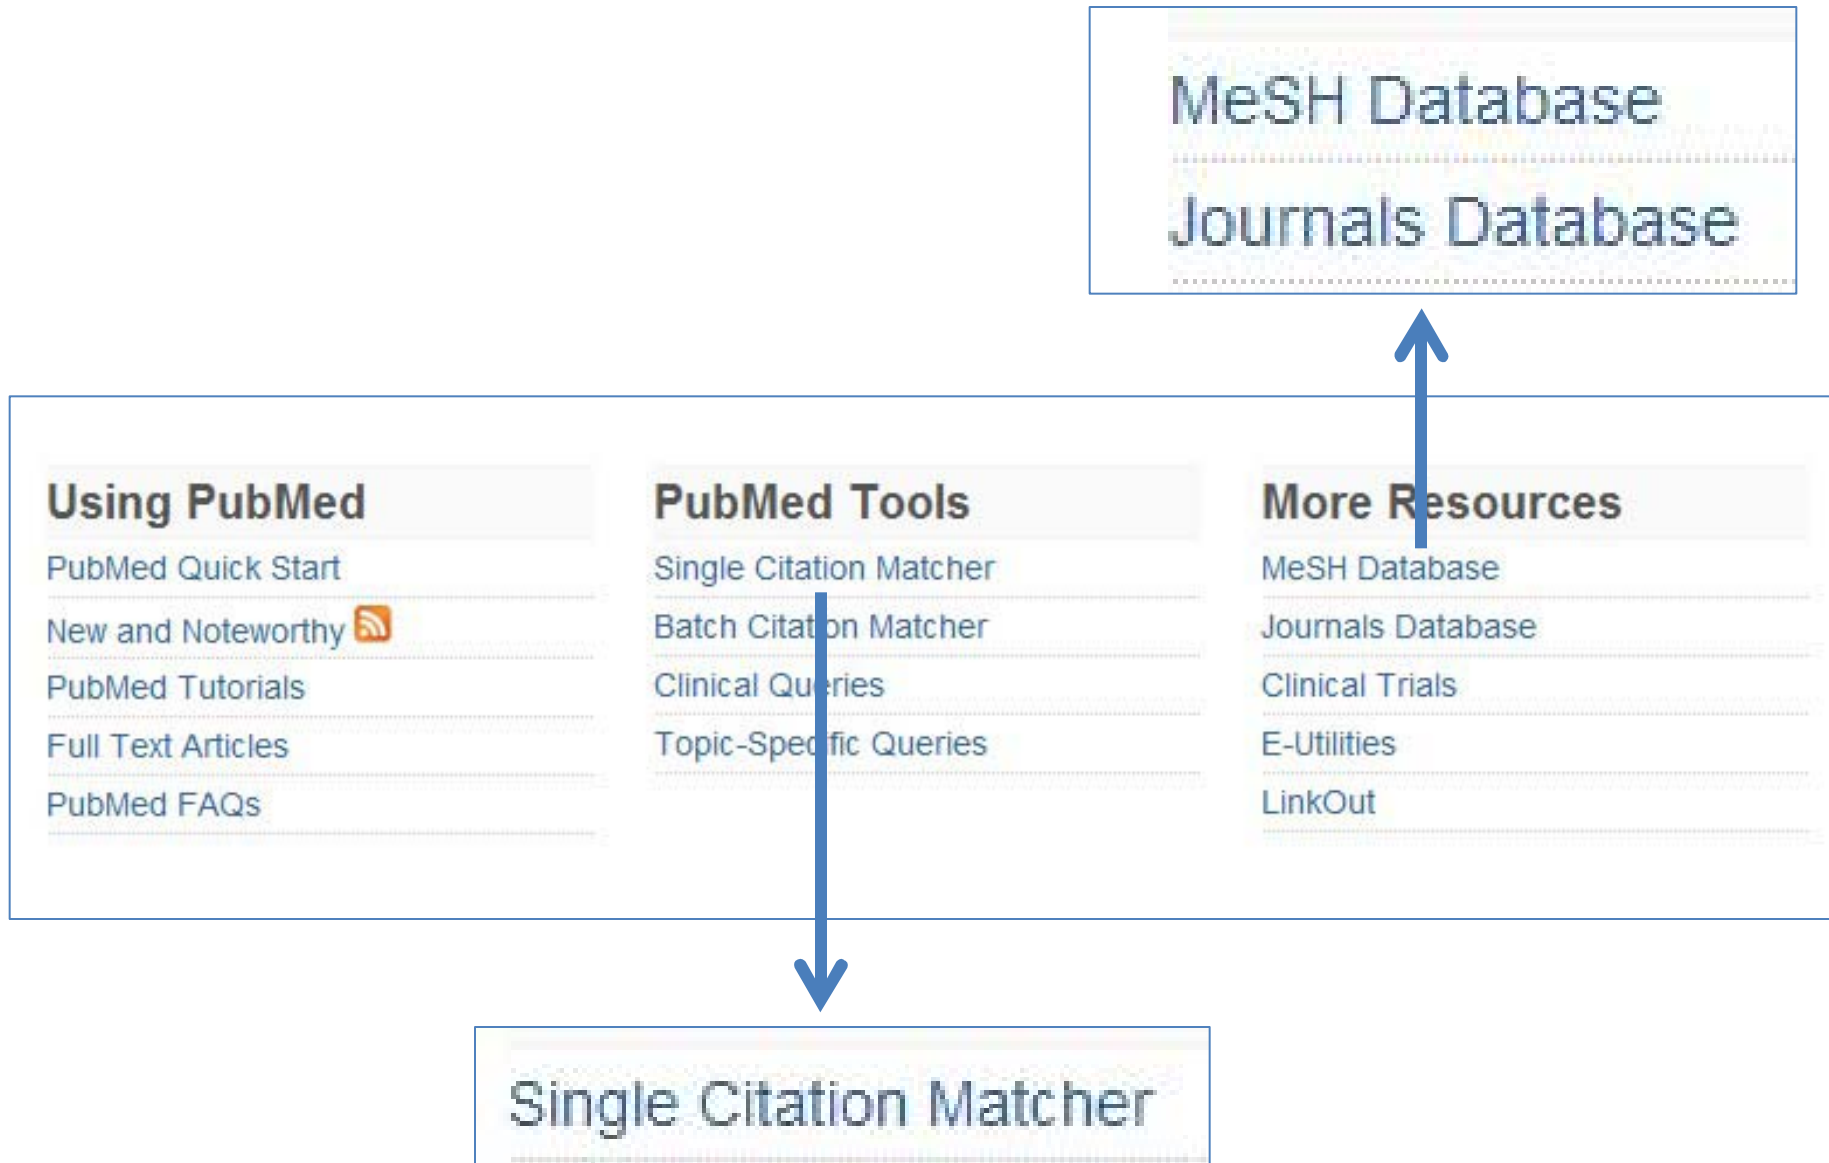 MeSH Database
Journals Database
Using PubMed
PubMed Quick Start
New and Noteworthy
PubMed Tutorials
Full Text Articles
PubMed FAQs
PubMed Tools
Single Citation Matcher
Batch Citation Matcher
Clinical Queries
Topic-Specific Queries
More Resources
MeSH Database
Journals Database
Clinical Trials
E-Utilities
LinkOut
Single Citation Matcher